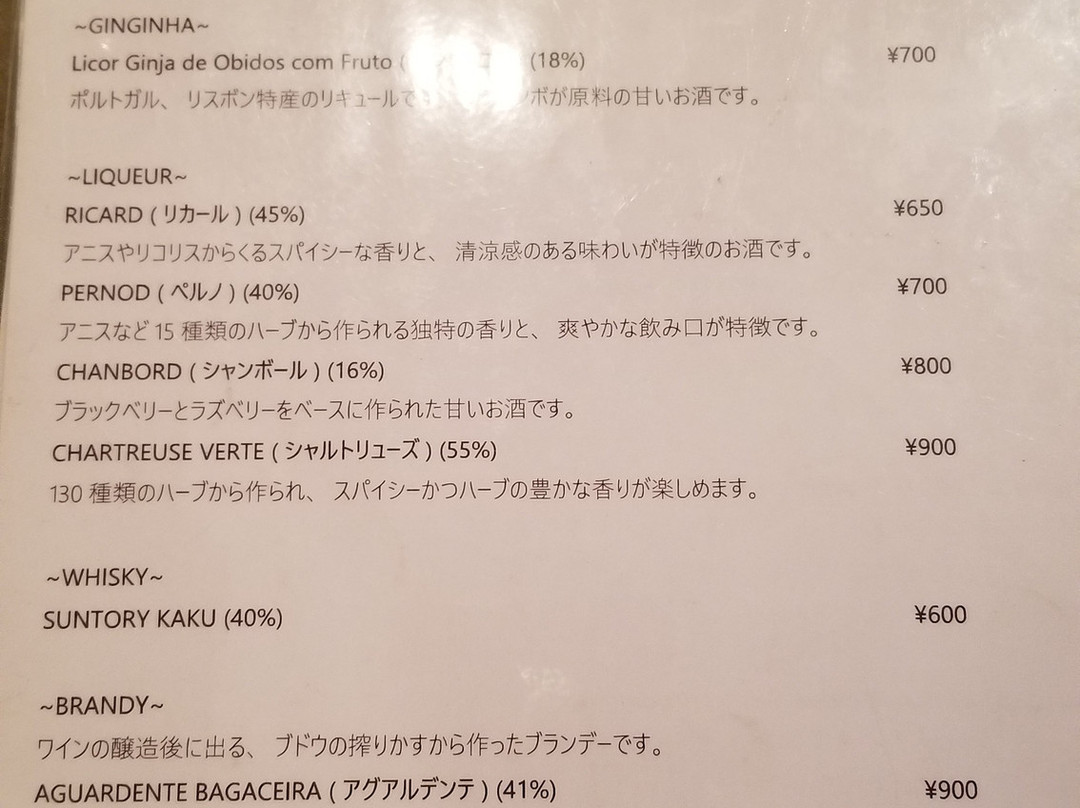 ~GINGINHA~
Licor Ginja de Obidos com Fruto ( (18%) ¥700
ポルトガル、 リスボン特産のリキュールで ボが原料の甘いお酒です。
~LIQUEUR~
RICARD ( リカール ) (45%) ¥650
アニスやリコリスからくるスパイシーな香りと、 清涼感のある味わいが特徴のお酒です。
PERNOD ( ペルノ ) (40%) ¥700
アニスなど 15 種類のハーブから作られる独特の香りと、 爽やかな飲み口が特徴です。
CHANBORD ( シャンボール ) (16%) ¥800
ブラックベリーとラズベリーをベースに作られた甘いお酒です。
CHARTREUSE VERTE ( シャルトリューズ ) (55%) ¥900
130 種類のハーブから作られ、 スパイシーかつハーブの豊かな香りが楽しめます。
~WHISKY~
SUNTORY KAKU (40%) ¥600
~BRANDY~
ワインの醸造後に出る、 ブドウの搾りかすから作ったブランデーです。
AGUARDENTE BAGACEIRA ( アグアルデンテ ) (41%) ¥900